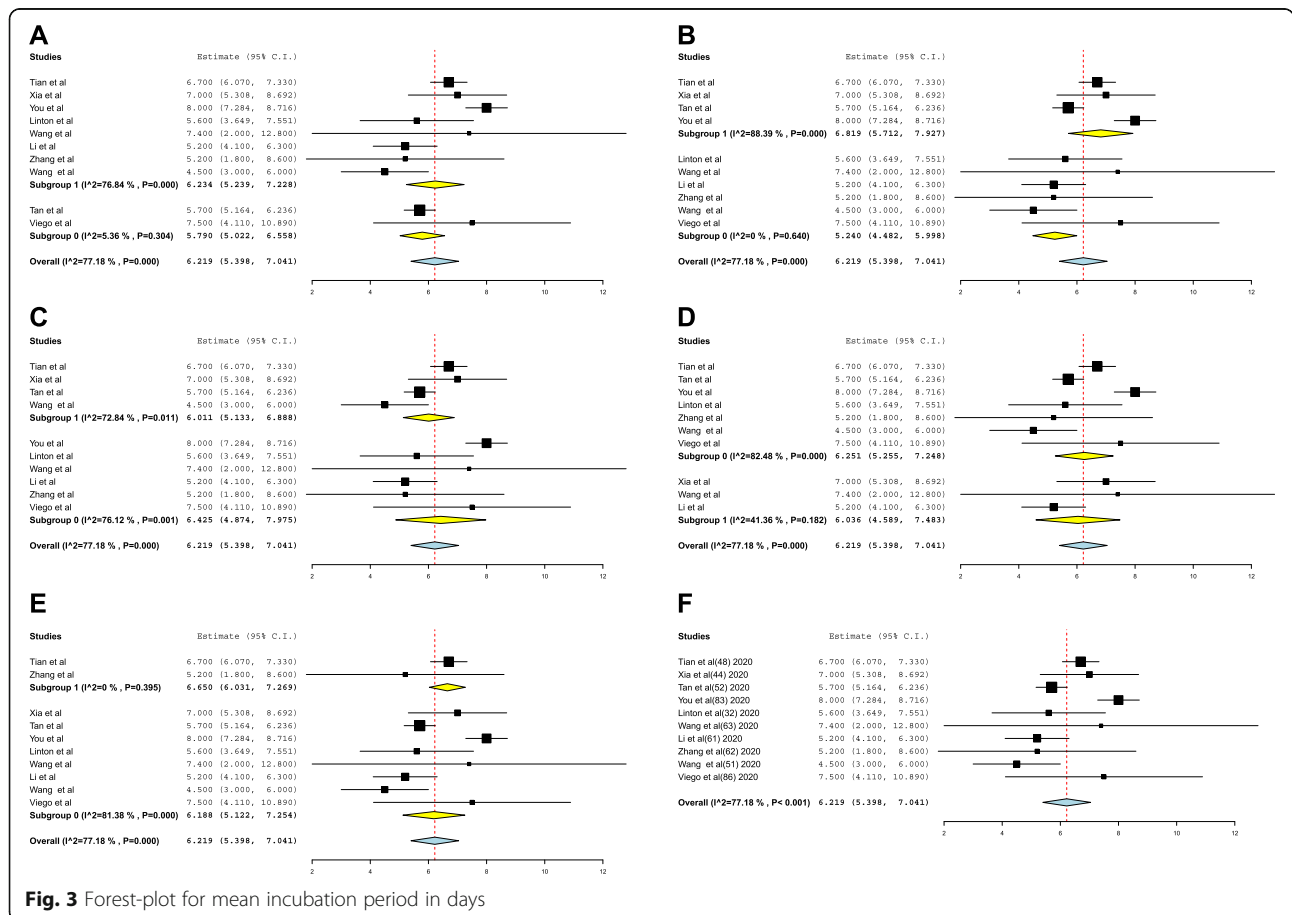 A
Studies Estimate (95% C.I.)
Tian et al 6.700 (6.070, 7.330)
Xia et al 7.000 (5.308, 8.692)
You et al 8.000 (7.284, 8.716)
Linton et al 5.600 (3.649, 7.551)
Wang et al 7.400 (2.000, 12.800)
Li et al 5.200 (4.100, 6.300)
Zhang et al 5.200 (1.800, 8.600)
Wang et al 4.500 (3.000, 6.000)
Subgroup 1 (I^2=76.84 % , P=0.000) 6.234 (5.239, 7.228)
Tan et al 5.700 (5.164, 6.236)
Viego et al 7.500 (4.110, 10.890)
Subgroup 0 (I^2=5.36 % , P=0.304) 5.790 (5.022, 6.558)
Overall (I^2=77.18 % , P=0.000) 6.219 (5.398, 7.041)
2 4 6 8 10 12
B
Studies Estimate (95% C.I.)
Tian et al 6.700 (6.070, 7.330)
Xia et al 7.000 (5.308, 8.692)
Tan et al 5.700 (5.164, 6.236)
You et al 8.000 (7.284, 8.716)
Subgroup 1 (I^2=88.39 % , P=0.000) 6.819 (5.712, 7.927)
Linton et al 5.600 (3.649, 7.551)
Wang et al 7.400 (2.000, 12.800)
Li et al 5.200 (4.100, 6.300)
Zhang et al 5.200 (1.800, 8.600)
Wang et al 4.500 (3.000, 6.000)
Viego et al 7.500 (4.110, 10.890)
Subgroup 0 (I^2=0 % , P=0.640) 5.240 (4.482, 5.998)
Overall (I^2=77.18 % , P=0.000) 6.219 (5.398, 7.041)
2 4 6 8 10 12
C
Studies Estimate (95% C.I.)
Tian et al 6.700 (6.070, 7.330)
Xia et al 7.000 (5.308, 8.692)
Tan et al 5.700 (5.164, 6.236)
Wang et al 4.500 (3.000, 6.000)
Subgroup 1 (I^2=72.84 % , P=0.011) 6.011 (5.133, 6.888)
You et al 8.000 (7.284, 8.716)
Linton et al 5.600 (3.649, 7.551)
Wang et al 7.400 (2.000, 12.800)
Li et al 5.200 (4.100, 6.300)
Zhang et al 5.200 (1.800, 8.600)
Viego et al 7.500 (4.110, 10.890)
Subgroup 0 (I^2=76.12 % , P=0.001) 6.425 (4.874, 7.975)
Overall (I^2=77.18 % , P=0.000) 6.219 (5.398, 7.041)
2 4 6 8 10 12
D
Studies Estimate (95% C.I.)
Tian et al 6.700 (6.070, 7.330)
Tan et al 5.700 (5.164, 6.236)
You et al 8.000 (7.284, 8.716)
Linton et al 5.600 (3.649, 7.551)
Zhang et al 5.200 (1.800, 8.600)
Wang et al 4.500 (3.000, 6.000)
Viego et al 7.500 (4.110, 10.890)
Subgroup 0 (I^2=82.48 % , P=0.000) 6.251 (5.255, 7.248)
Xia et al 7.000 (5.308, 8.692)
Wang et al 7.400 (2.000, 12.800)
Li et al 5.200 (4.100, 6.300)
Subgroup 1 (I^2=41.36 % , P=0.182) 6.036 (4.589, 7.483)
Overall (I^2=77.18 % , P=0.000) 6.219 (5.398, 7.041)
2 4 6 8 10 12
E
Studies Estimate (95% C.I.)
Tian et al 6.700 (6.070, 7.330)
Zhang et al 5.200 (1.800, 8.600)
Subgroup 1 (I^2=0 % , P=0.395) 6.650 (6.031, 7.269)
Xia et al 7.000 (5.308, 8.692)
Tan et al 5.700 (5.164, 6.236)
You et al 8.000 (7.284, 8.716)
Linton et al 5.600 (3.649, 7.551)
Wang et al 7.400 (2.000, 12.800)
Li et al 5.200 (4.100, 6.300)
Wang et al 4.500 (3.000, 6.000)
Viego et al 7.500 (4.110, 10.890)
Subgroup 0 (I^2=81.38 % , P=0.000) 6.188 (5.122, 7.254)
Overall (I^2=77.18 % , P=0.000) 6.219 (5.398, 7.041)
2 4 6 8 10 12
F
Studies Estimate (95% C.I.)
Tian et al(48) 2020 6.700 (6.070, 7.330)
Xia et al(44) 2020 7.000 (5.308, 8.692)
Tan et al(52) 2020 5.700 (5.164, 6.236)
You et al(83) 2020 8.000 (7.284, 8.716)
Linton et al(32) 2020 5.600 (3.649, 7.551)
Wang et al(63) 2020 7.400 (2.000, 12.800)
Li et al(61) 2020 5.200 (4.100, 6.300)
Zhang et al(62) 2020 5.200 (1.800, 8.600)
Wang et al(51) 2020 4.500 (3.000, 6.000)
Viego et al(86) 2020 7.500 (4.110, 10.890)
Overall (I^2=77.18 % , P< 0.001) 6.219 (5.398, 7.041)
2 4 6 8 10 12
Fig. 3 Forest-plot for mean incubation period in days